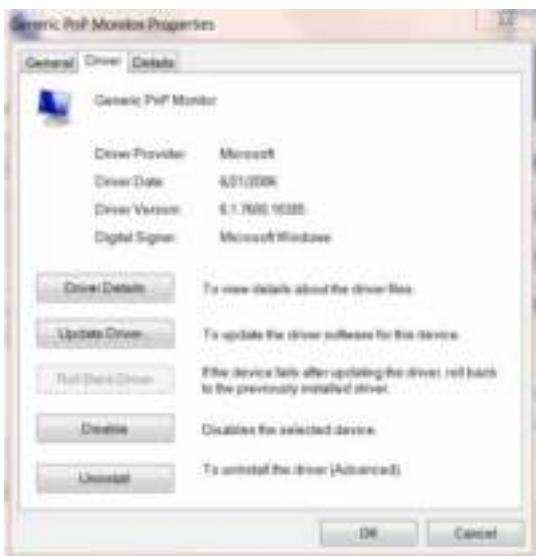 Generic PnP Monitor Properties
General Driver Details
Generic PnP Monitor
Driver Provider: Microsoft
Driver Date: 6/21/2006
Driver Version: 6.1.7600.16385
Digital Signer: Microsoft Windows
Driver Details To view details about the driver files.
Update Driver... To update the driver software for this device.
Roll Back Driver If the device fails after updating the driver, roll back
to the previously installed driver.
Disable Disables the selected device.
Uninstall To uninstall the driver (Advanced).
OK Cancel